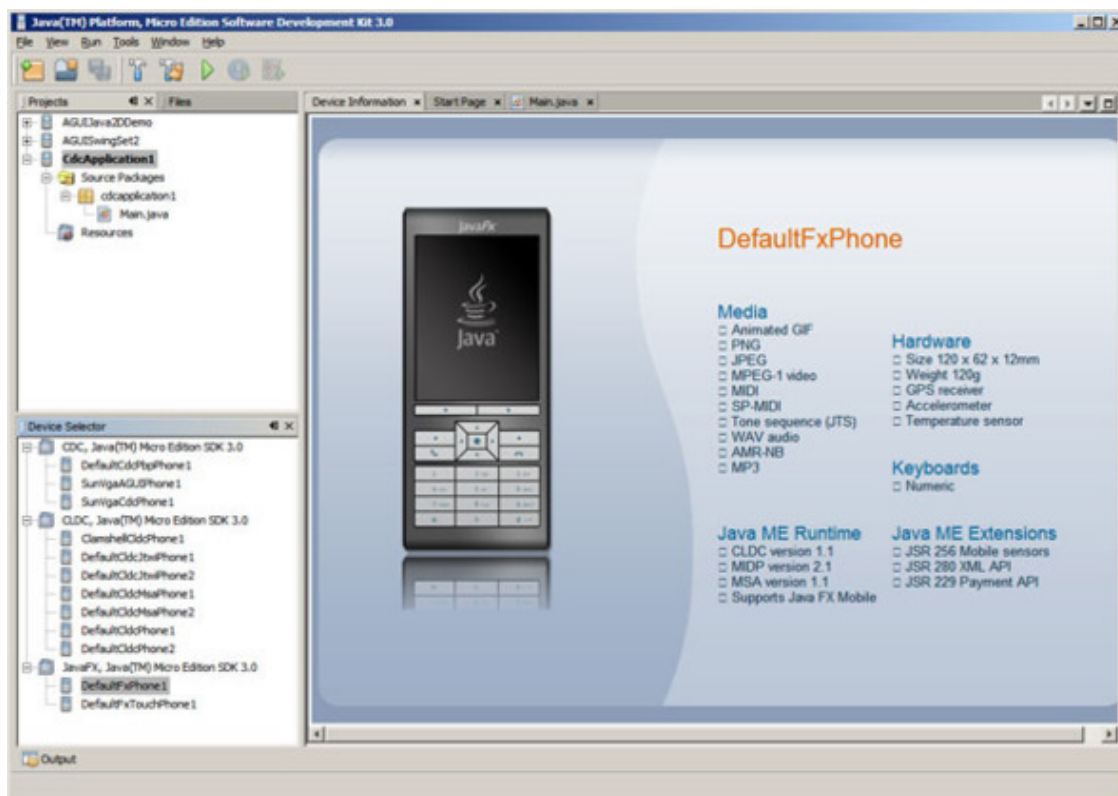 Java(TM) Platform, Micro Edition Software Development Kit 3.0
File View Run Tools Window Help
Projects Files
Device Information Start Page Main.java
AGUIJava2DDemo
AGUISwingSet2
CdcApplication1
Source Packages
cdcapplication1
Main.java
Resources
Device Selector
CDC, Java(TM) Micro Edition SDK 3.0
DefaultCdcPbpPhone1
SunVgaAGUIPhone1
SunVgaCdcPhone1
CLDC, Java(TM) Micro Edition SDK 3.0
ClamshellCldcPhone1
DefaultCldcJtwiPhone1
DefaultCldcJtwiPhone2
DefaultCldcMsaPhone1
DefaultCldcMsaPhone2
DefaultCldcPhone1
DefaultCldcPhone2
JavaFX, Java(TM) Micro Edition SDK 3.0
DefaultFxPhone1
DefaultFxTouchPhone1
JavaFX
Java
DefaultFxPhone
Media
Animated GIF
PNG
JPEG
MPEG-1 video
MIDI
SP-MIDI
Tone sequence (JTS)
WAV audio
AMR-NB
MP3
Hardware
Size 120 x 62 x 12mm
Weight 120g
GPS receiver
Accelerometer
Temperature sensor
Keyboards
Numeric
Java ME Runtime
CLDC version 1.1
MIDP version 2.1
MSA version 1.1
Supports Java FX Mobile
Java ME Extensions
JSR 256 Mobile sensors
JSR 280 XML API
JSR 229 Payment API
Output